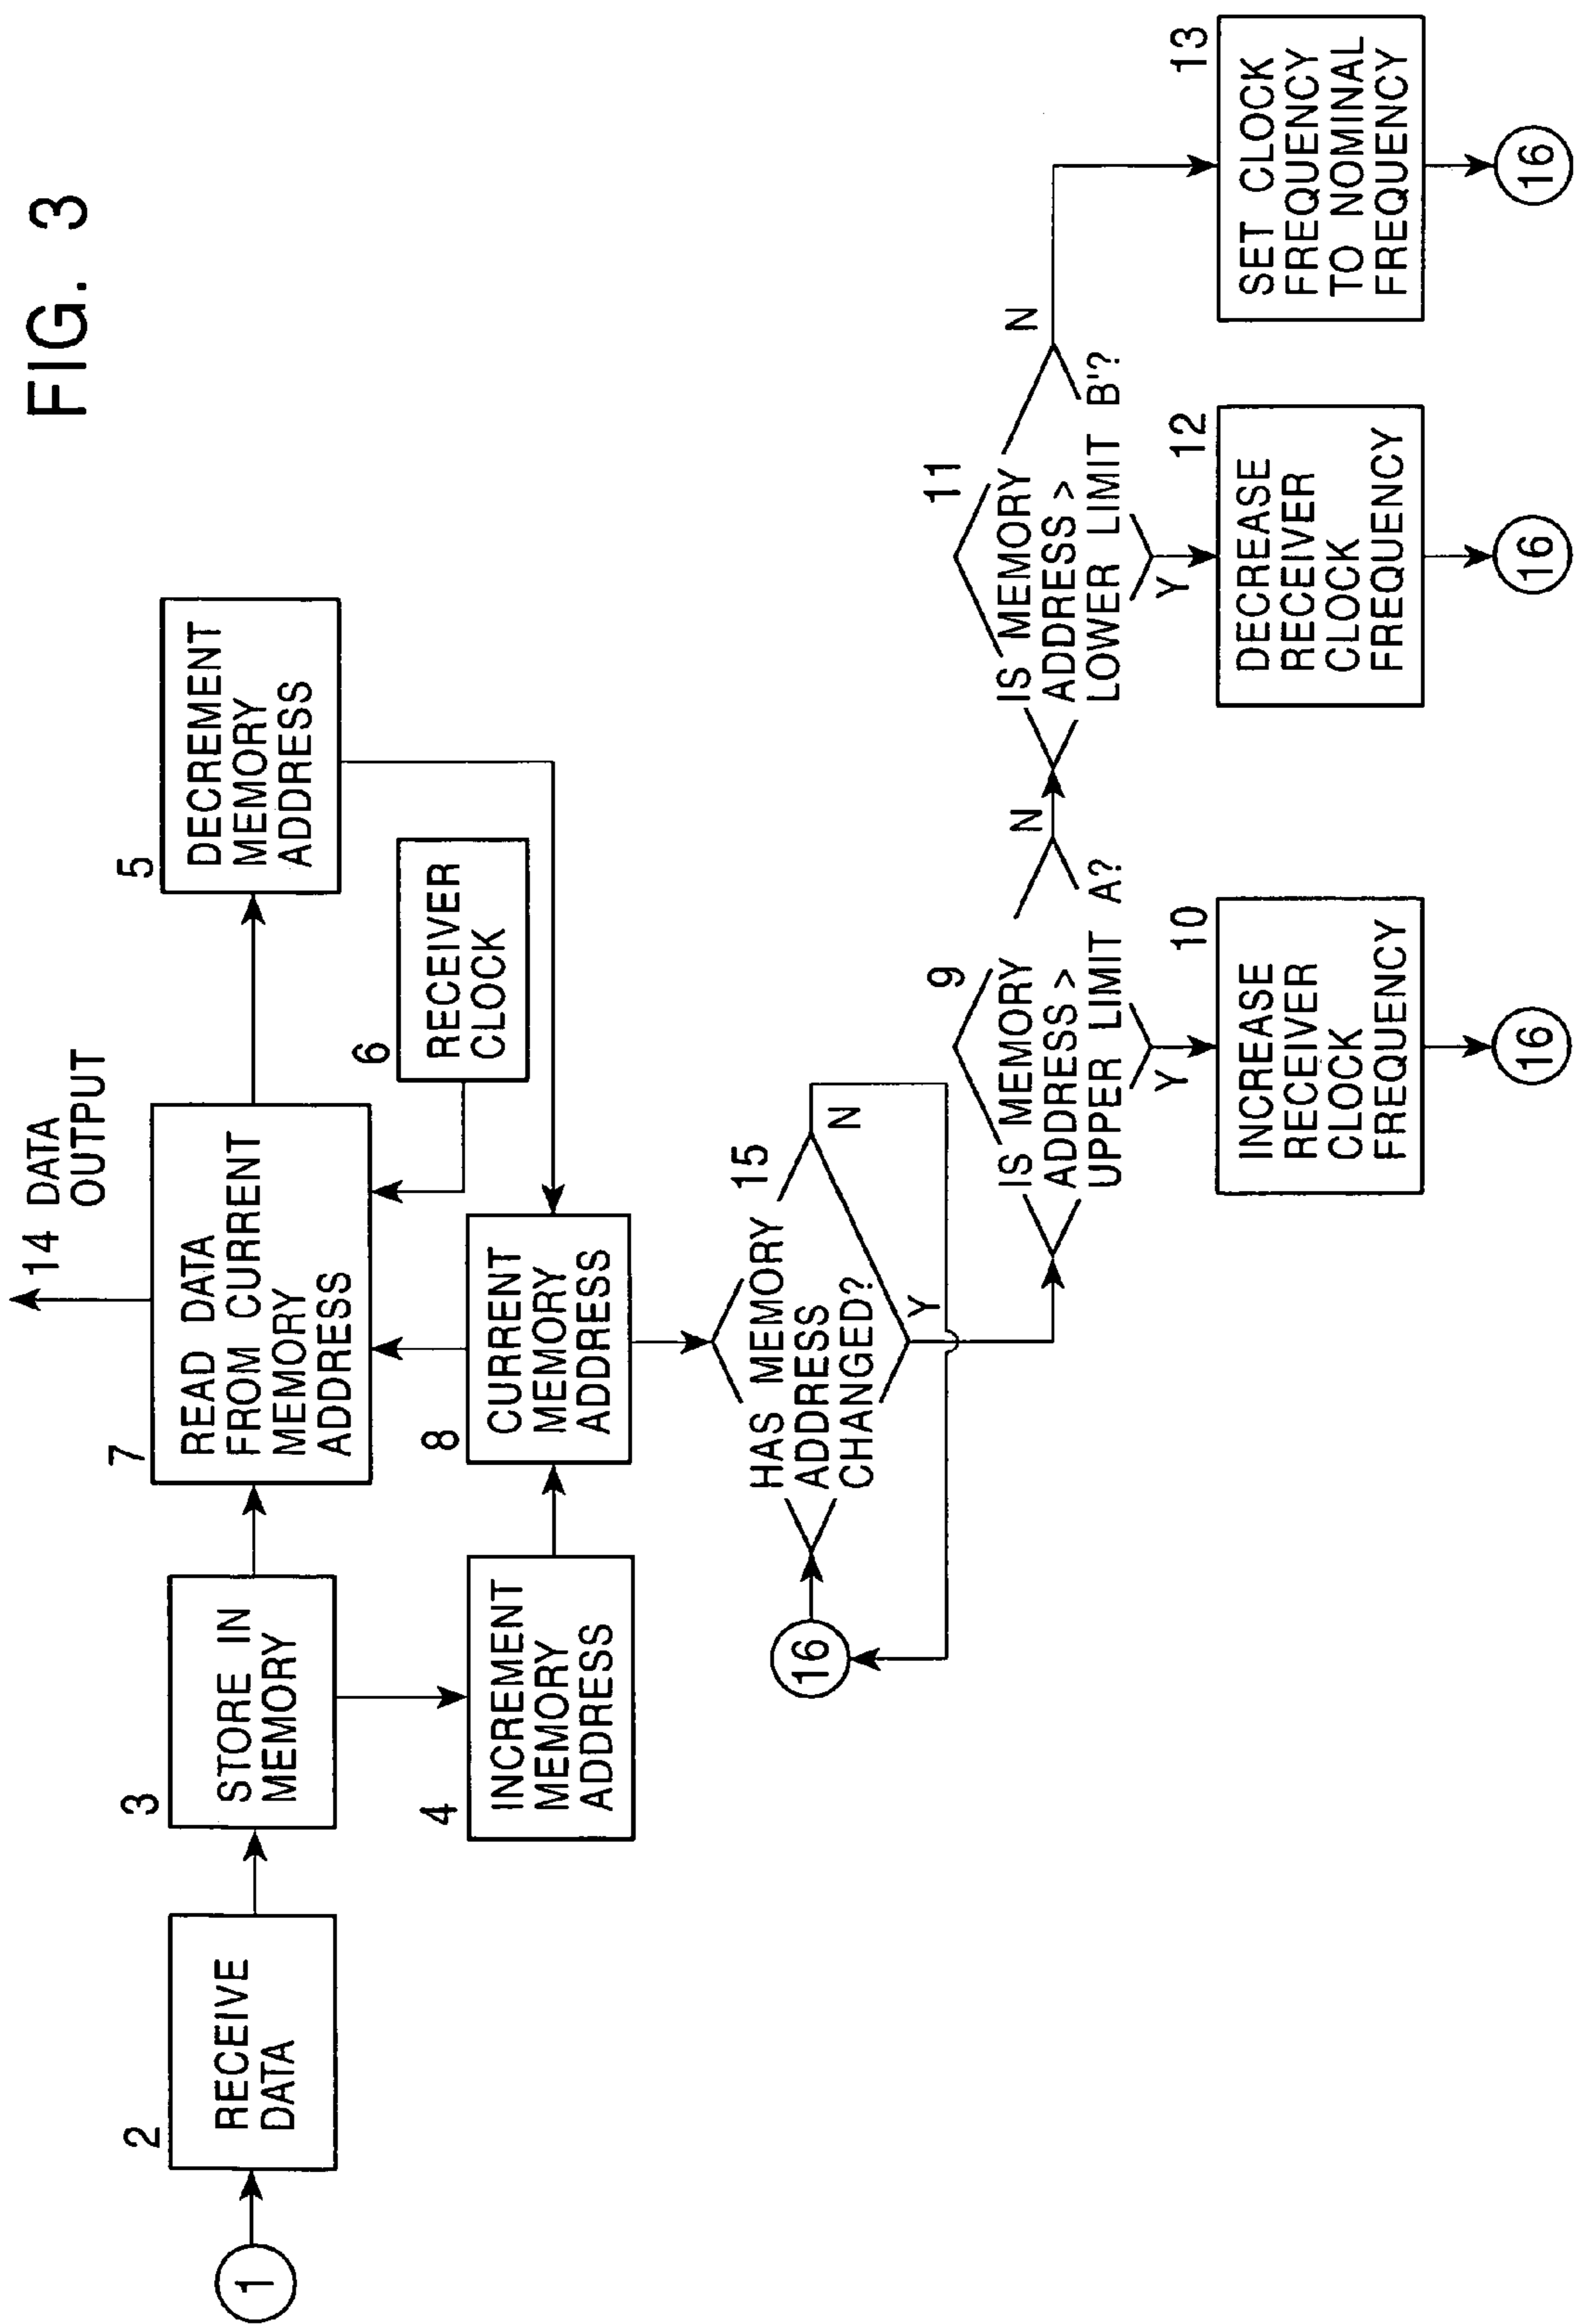 FIG. 3
14 DATA
OUTPUT
1
2
RECEIVE
DATA
3
STORE IN
MEMORY
7
READ DATA
FROM CURRENT
MEMORY
ADDRESS
5
DECREMENT
MEMORY
ADDRESS
6
RECEIVER
CLOCK
4
INCREMENT
MEMORY
ADDRESS
8
CURRENT
MEMORY
ADDRESS
16
HAS MEMORY 15
ADDRESS
CHANGED?
N
Y
9
IS MEMORY
ADDRESS >
UPPER LIMIT A?
N
Y
11
IS MEMORY
ADDRESS >
LOWER LIMIT B'?
N
Y
10
INCREASE
RECEIVER
CLOCK
FREQUENCY
12
DECREASE
RECEIVER
CLOCK
FREQUENCY
13
SET CLOCK
FREQUENCY
TO NOMINAL
FREQUENCY
16
16
16